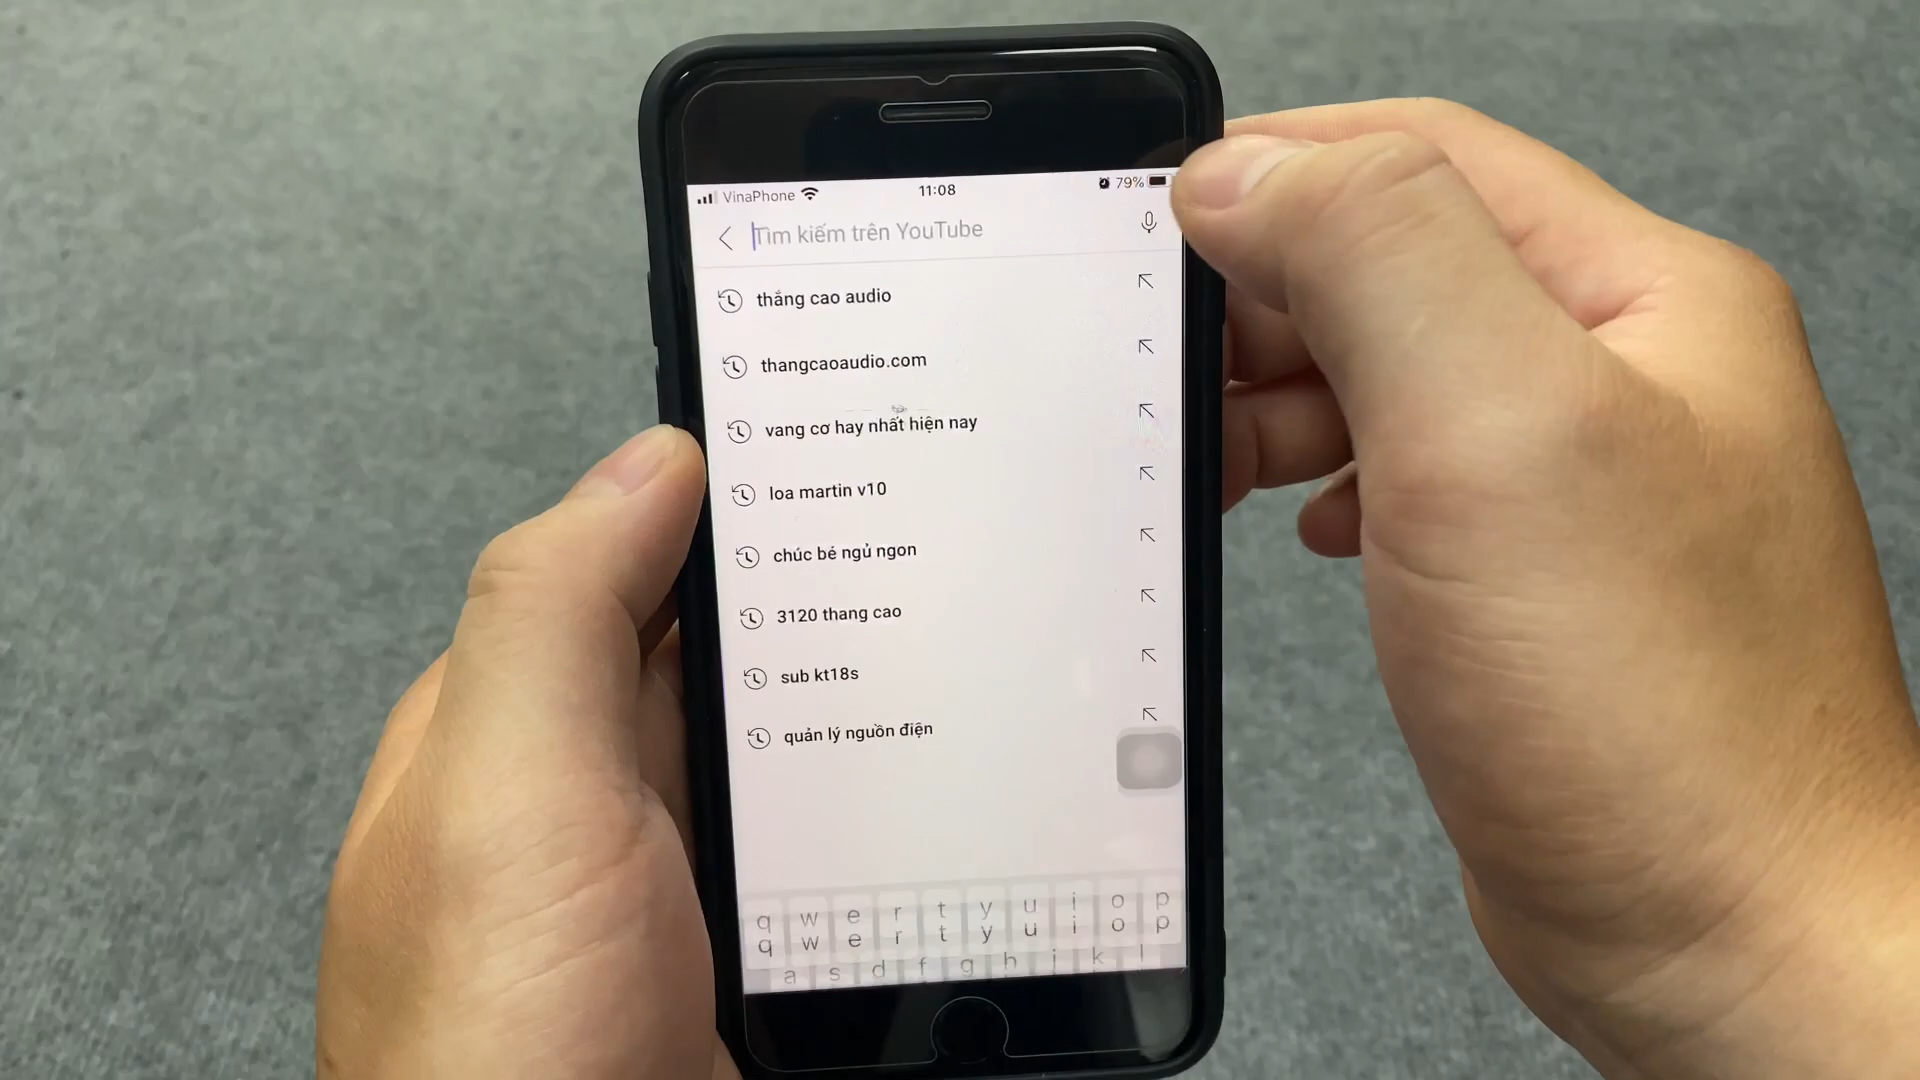 VinaPhone 11:08 79%
Tìm kiếm trên YouTube
thắng cao audio
thangcaoaudio.com
vang cơ hay nhất hiện nay
loa martin v10
chúc bé ngủ ngon
3120 thang cao
sub kt18s
quản lý nguồn điện
q w e r t y u i o p
q w e r t y u i o p
a s d f g h j k l